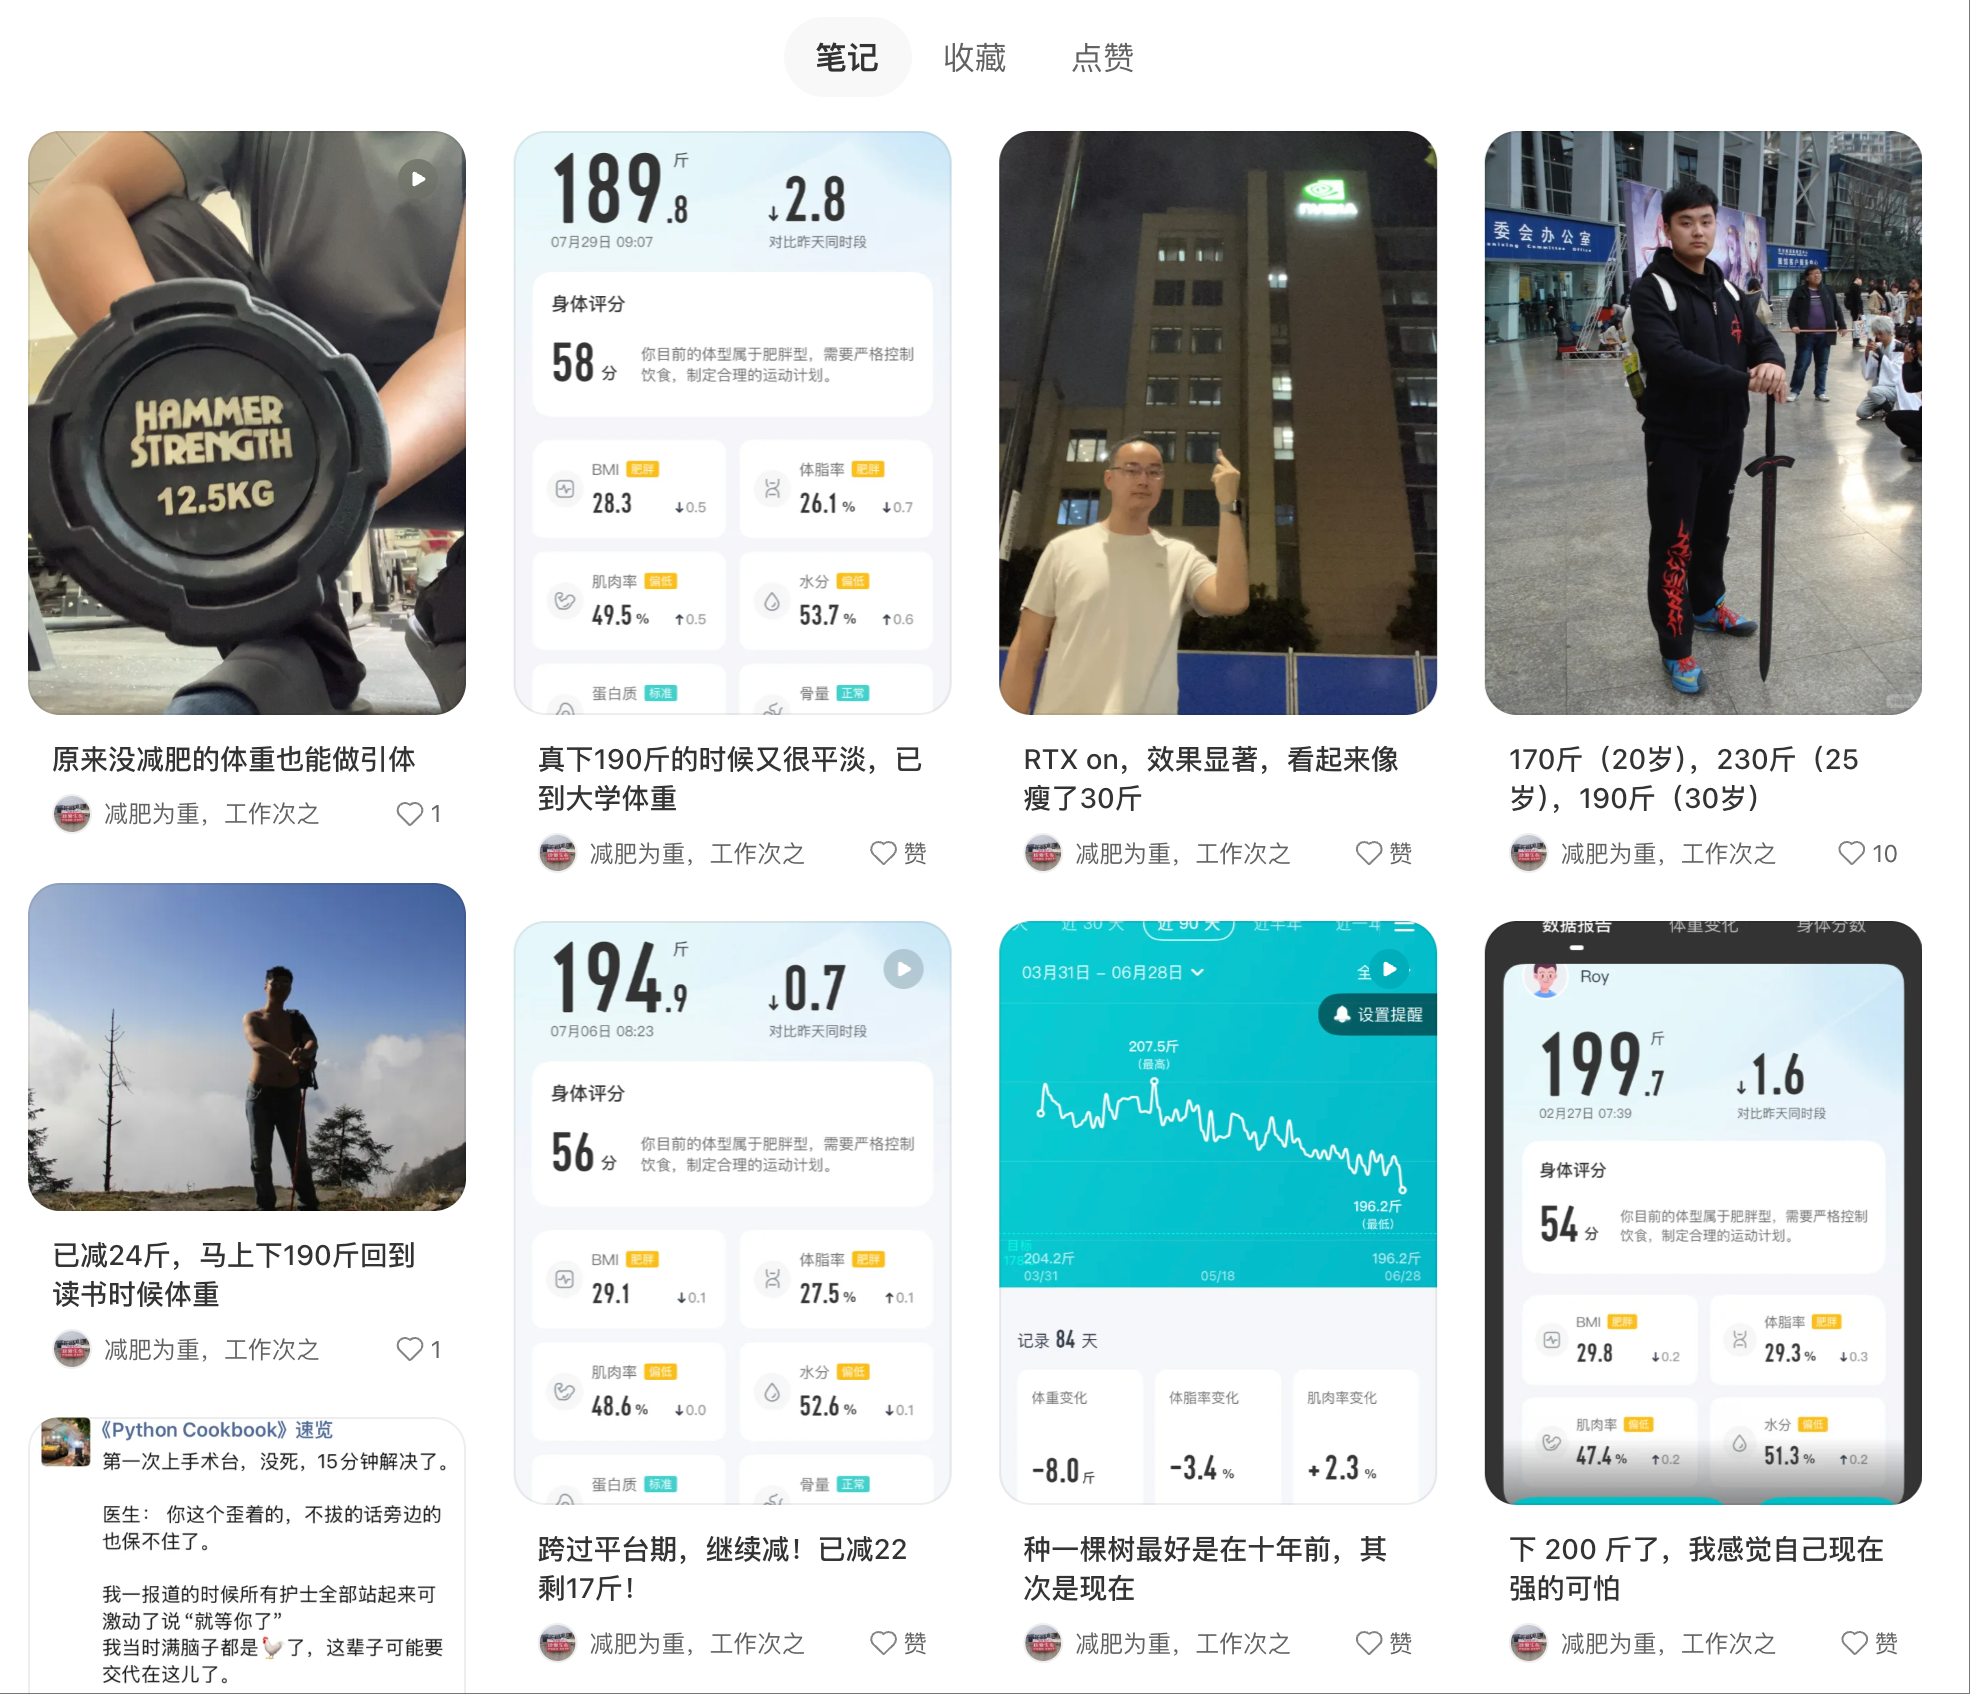 笔记
收藏
点赞
HAMMER
STRENGTH
12.5KG
原来没减肥的体重也能做引体
减肥为重，工作次之
1
189.8
斤
↓2.8
07月29日 09:07
对比昨天同时段
身体评分
58 分
你目前的体型属于肥胖型，需要严格控制
饮食，制定合理的运动计划。
BMI 肥胖
28.3
↓0.5
体脂率 肥胖
26.1 %
↓0.7
肌肉率 偏低
49.5 %
↑0.5
水分 偏低
53.7 %
↑0.6
蛋白质 标准
骨量 正常
真下190斤的时候又很平淡，已
到大学体重
减肥为重，工作次之
赞
NVIDIA
RTX on，效果显著，看起来像
瘦了30斤
减肥为重，工作次之
赞
委会办公室
170斤（20岁），230斤（25
岁），190斤（30岁）
减肥为重，工作次之
10
已减24斤，马上下190斤回到
读书时候体重
减肥为重，工作次之
1
194.9
斤
↓0.7
07月06日 08:23
对比昨天同时段
身体评分
56 分
你目前的体型属于肥胖型，需要严格控制
饮食，制定合理的运动计划。
BMI 肥胖
29.1
↓0.1
体脂率 肥胖
27.5 %
↑0.1
肌肉率 偏低
48.6 %
↓0.0
水分 偏低
52.6 %
↓0.1
蛋白质 标准
骨量 正常
跨过平台期，继续减！已减22
剩17斤！
减肥为重，工作次之
赞
近 30 天
近 90 天
近半年
近一年
03月31日 – 06月28日
全
设置提醒
207.5斤
（最高）
196.2斤
（最低）
目标
204.2斤
196.2斤
03/31
05/18
06/28
记录 84 天
体重变化
-8.0 斤
体脂率变化
-3.4 %
肌肉率变化
+2.3 %
种一棵树最好是在十年前，其
次是现在
减肥为重，工作次之
赞
数据报告
体重变化
身体分数
Roy
199.7
斤
↓1.6
02月27日 07:39
对比昨天同时段
身体评分
54 分
你目前的体型属于肥胖型，需要严格控制
饮食，制定合理的运动计划。
BMI 肥胖
29.8
↓0.2
体脂率 肥胖
29.3 %
↓0.3
肌肉率 偏低
47.4 %
↑0.2
水分 偏低
51.3 %
↑0.2
下 200 斤了，我感觉自己现在
强的可怕
减肥为重，工作次之
赞
《Python Cookbook》速览
第一次上手术台，没死，15分钟解决了。
医生： 你这个歪着的，不拔的话旁边的
也保不住了。
我一报道的时候所有护士全部站起来可
激动了说“就等你了”
我当时满脑子都是🐓了，这辈子可能要
交代在这儿了。